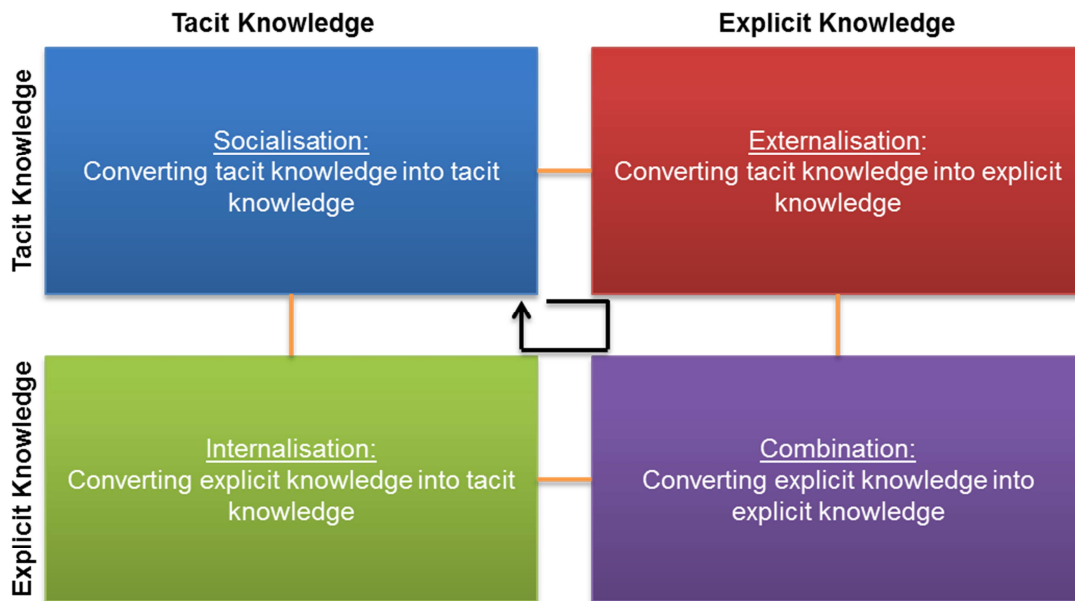 Tacit Knowledge
Explicit Knowledge
Tacit Knowledge
Socialisation:
Converting tacit knowledge into tacit
knowledge
Externalisation:
Converting tacit knowledge into explicit
knowledge
Explicit Knowledge
Internalisation:
Converting explicit knowledge into tacit
knowledge
Combination:
Converting explicit knowledge into
explicit knowledge